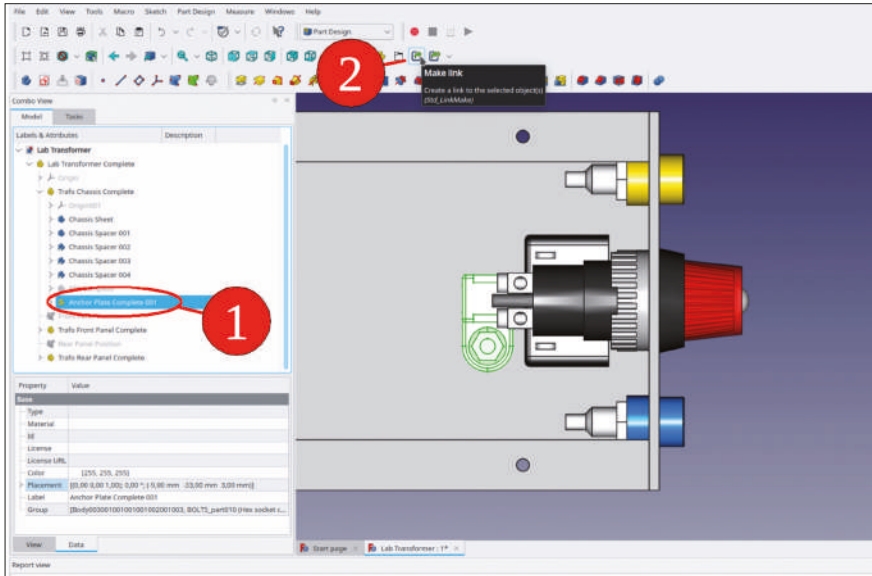 File Edit View Tools Macro Sketch Part Design Measure Windows Help
Part Design
2
Make link
Create a link to the selected object(s)
(Std_LinkMake)
Combo View
Model Tasks
Labels & Attributes Description
Lab Transformer
Lab Transformer Complete
Origin
Trafo Chassis Complete
Origin001
Chassis Sheet
Chassis Spacer 001
Chassis Spacer 002
Chassis Spacer 003
Chassis Spacer 004
Anchor Plate Complete 001
1
Trafo Front Panel Complete
Rear Panel Position
Trafo Rear Panel Complete
Property Value
Base
Type
Material
Id
License
License URL
Color [255, 255, 255]
Placement
Label Anchor Plate Complete 001
Group
View Data
Start page Lab Transformer : 1*
Report view